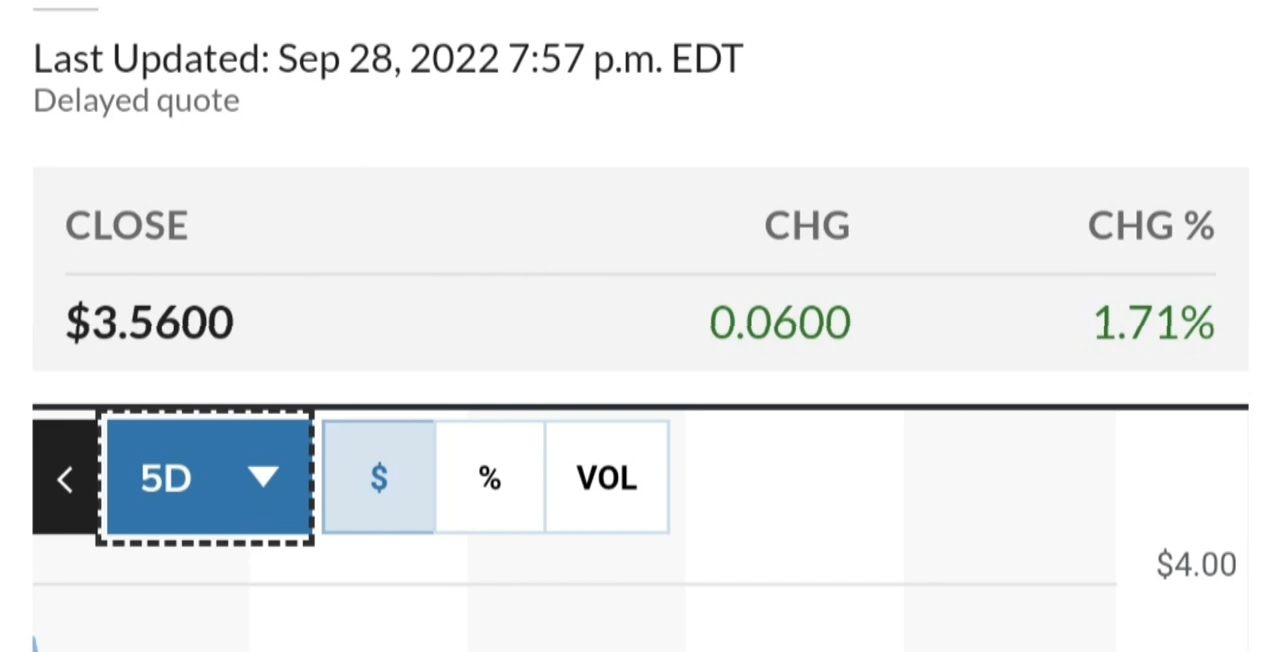 Last Updated: Sep 28, 2022 7:57 p.m. EDT
Delayed quote
CLOSE CHG CHG %
$3.5600 0.0600 1.71%
5D $ % VOL
$4.00